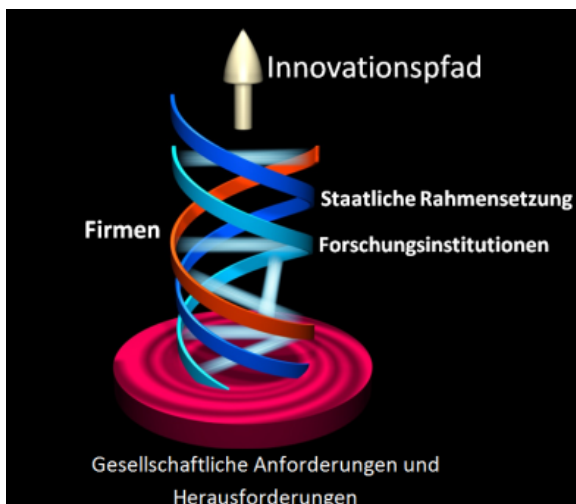 Innovationspfad
Staatliche Rahmensetzung
Firmen
Forschungsinstitutionen
Gesellschaftliche Anforderungen und
Herausforderungen